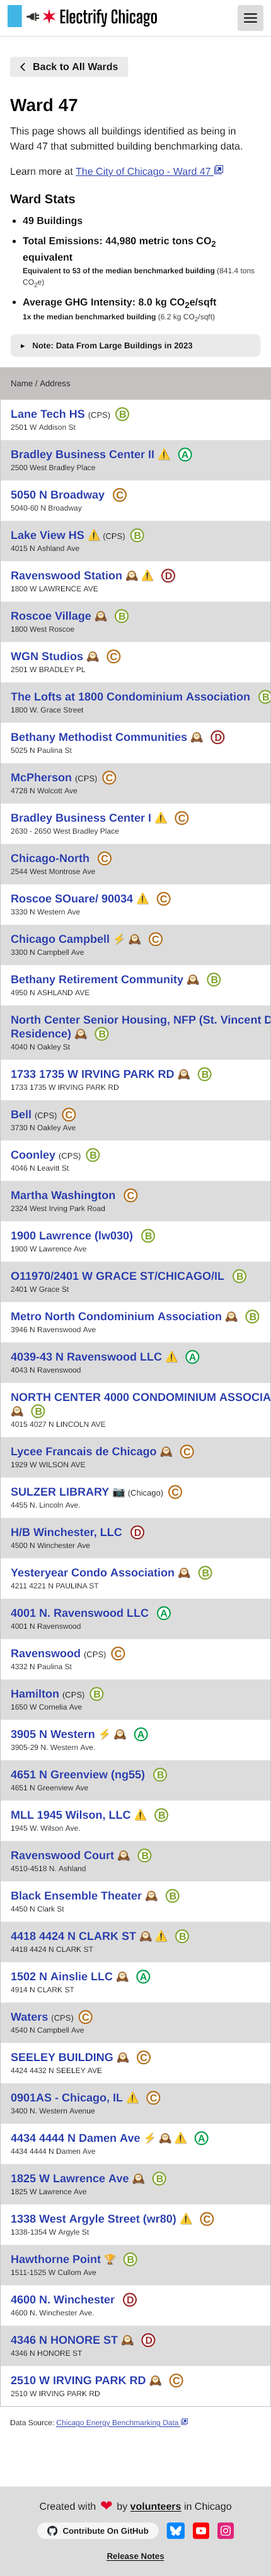 Electrify Chicago
Back to All Wards
Ward 47
This page shows all buildings identified as being in
Ward 47 that submitted building benchmarking data.
Learn more at The City of Chicago - Ward 47
Ward Stats
• 49 Buildings
• Total Emissions: 44,980 metric tons CO2
equivalent
Equivalent to 53 of the median benchmarked building (841.4 tons
CO2e)
• Average GHG Intensity: 8.0 kg CO2e/sqft
1x the median benchmarked building (6.2 kg CO2/sqft)
▸ Note: Data From Large Buildings in 2023
Name / Address
Lane Tech HS (CPS) B
2501 W Addison St
Bradley Business Center II ⚠️ A
2500 West Bradley Place
5050 N Broadway C
5040-60 N Broadway
Lake View HS ⚠️ (CPS) B
4015 N Ashland Ave
Ravenswood Station 🕰️ ⚠️ D
1800 W LAWRENCE AVE
Roscoe Village 🕰️ B
1800 West Roscoe
WGN Studios 🕰️ C
2501 W BRADLEY PL
The Lofts at 1800 Condominium Association B
1800 W. Grace Street
Bethany Methodist Communities 🕰️ D
5025 N Paulina St
McPherson (CPS) C
4728 N Wolcott Ave
Bradley Business Center I ⚠️ C
2630 - 2650 West Bradley Place
Chicago-North C
2544 West Montrose Ave
Roscoe SOuare/ 90034 ⚠️ C
3330 N Western Ave
Chicago Campbell ⚡ 🕰️ C
3300 N Campbell Ave
Bethany Retirement Community 🕰️ B
4950 N ASHLAND AVE
North Center Senior Housing, NFP (St. Vincent D
Residence) 🕰️ B
4040 N Oakley St
1733 1735 W IRVING PARK RD 🕰️ B
1733 1735 W IRVING PARK RD
Bell (CPS) C
3730 N Oakley Ave
Coonley (CPS) B
4046 N Leavitt St
Martha Washington C
2324 West Irving Park Road
1900 Lawrence (lw030) B
1900 W Lawrence Ave
O11970/2401 W GRACE ST/CHICAGO/IL B
2401 W Grace St
Metro North Condominium Association 🕰️ B
3946 N Ravenswood Ave
4039-43 N Ravenswood LLC ⚠️ A
4043 N Ravenswood
NORTH CENTER 4000 CONDOMINIUM ASSOCIA
🕰️ B
4015 4027 N LINCOLN AVE
Lycee Francais de Chicago 🕰️ C
1929 W WILSON AVE
SULZER LIBRARY 📷 (Chicago) C
4455 N. Lincoln Ave.
H/B Winchester, LLC D
4500 N Winchester Ave
Yesteryear Condo Association 🕰️ B
4211 4221 N PAULINA ST
4001 N. Ravenswood LLC A
4001 N Ravenswood
Ravenswood (CPS) C
4332 N Paulina St
Hamilton (CPS) B
1650 W Cornelia Ave
3905 N Western ⚡ 🕰️ A
3905-29 N. Western Ave.
4651 N Greenview (ng55) B
4651 N Greenview Ave
MLL 1945 Wilson, LLC ⚠️ B
1945 W. Wilson Ave.
Ravenswood Court 🕰️ B
4510-4518 N. Ashland
Black Ensemble Theater 🕰️ B
4450 N Clark St
4418 4424 N CLARK ST 🕰️ ⚠️ B
4418 4424 N CLARK ST
1502 N Ainslie LLC 🕰️ A
4914 N CLARK ST
Waters (CPS) C
4540 N Campbell Ave
SEELEY BUILDING 🕰️ C
4424 4432 N SEELEY AVE
0901AS - Chicago, IL ⚠️ C
3400 N. Western Avenue
4434 4444 N Damen Ave ⚡ 🕰️ ⚠️ A
4434 4444 N Damen Ave
1825 W Lawrence Ave 🕰️ B
1825 W Lawrence Ave
1338 West Argyle Street (wr80) ⚠️ C
1338-1354 W Argyle St
Hawthorne Point 🏆 B
1511-1525 W Cullom Ave
4600 N. Winchester D
4600 N. Winchester Ave.
4346 N HONORE ST 🕰️ D
4346 N HONORE ST
2510 W IRVING PARK RD 🕰️ C
2510 W IRVING PARK RD
Data Source: Chicago Energy Benchmarking Data
Created with ❤ by volunteers in Chicago
Contribute On GitHub
Release Notes